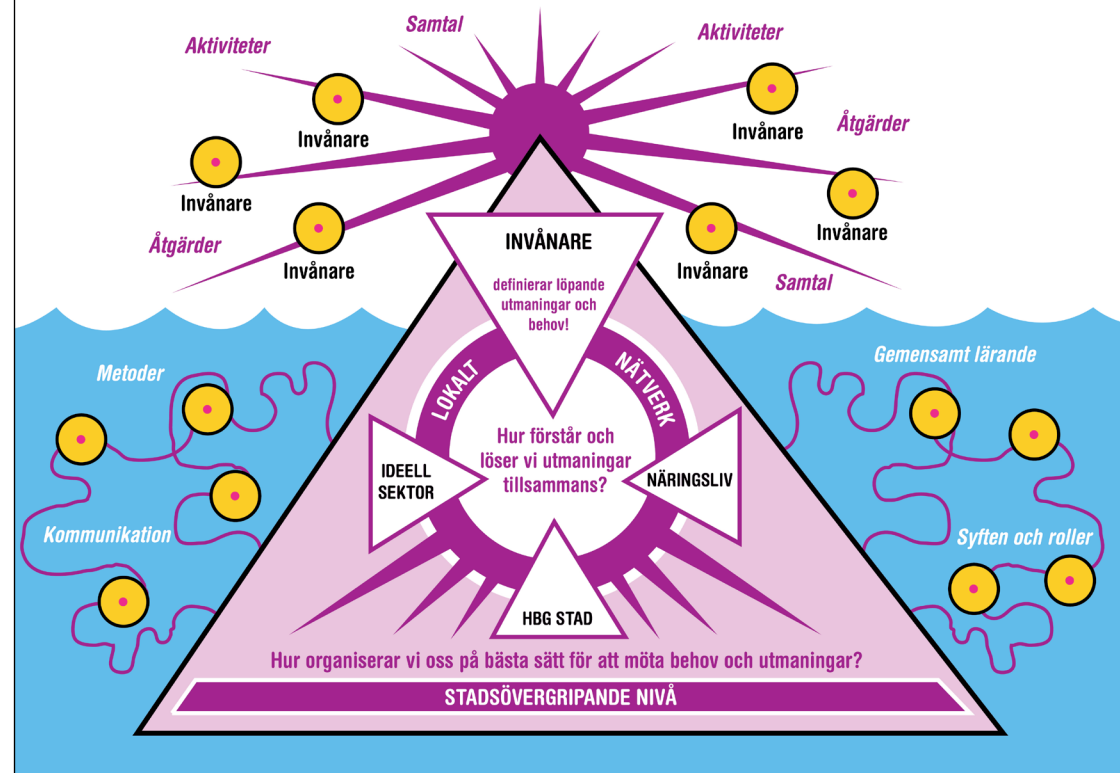 Samtal
Aktiviteter
Aktiviteter
Åtgärder
Invånare
Invånare
Invånare
Invånare
Åtgärder
Invånare
Invånare
Samtal
INVÅNARE
definierar löpande
utmaningar och
behov!
Metoder
Gemensamt lärande
LOKALT
NÄTVERK
Hur förstår och
löser vi utmaningar
tillsammans?
IDEELL
SEKTOR
NÄRINGSLIV
Kommunikation
Syften och roller
HBG STAD
Hur organiserar vi oss på bästa sätt för att möta behov och utmaningar?
STADSÖVERGRIPANDE NIVÅ